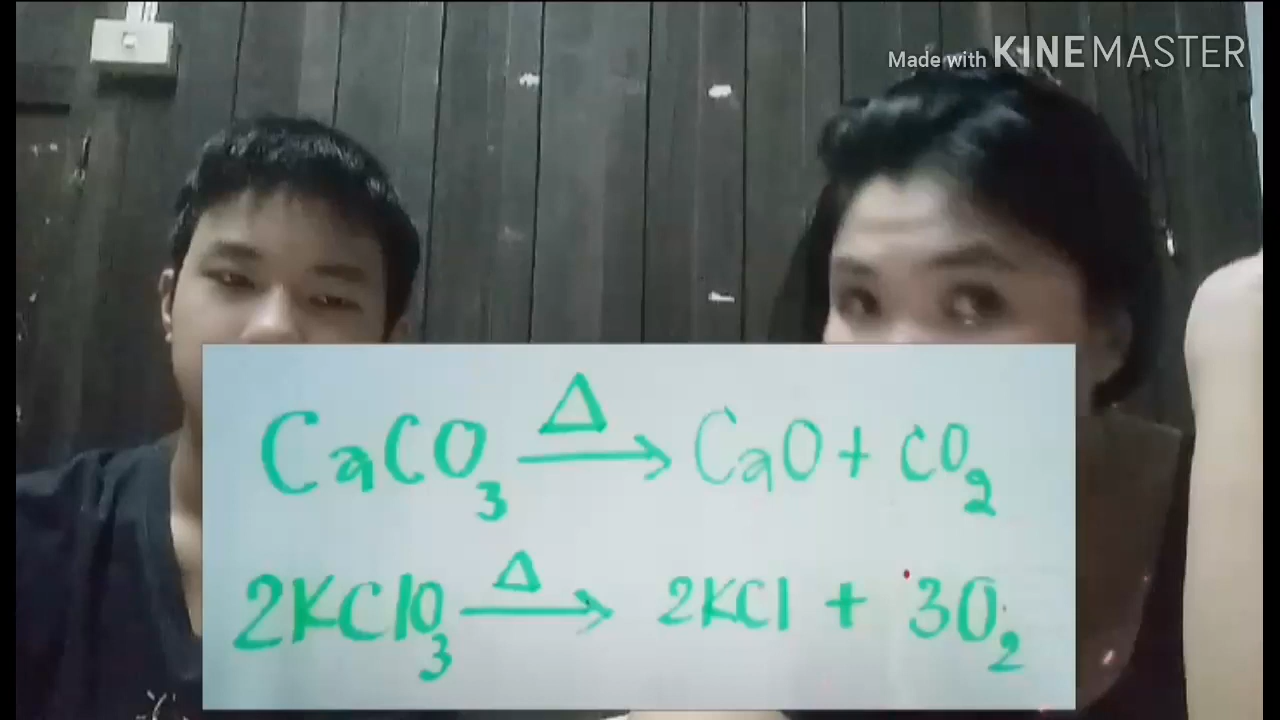 Made with KINEMASTER
CaCO₃ Δ→ CaO + CO₂
2KClO₃ Δ→ 2KCl + 3O₂